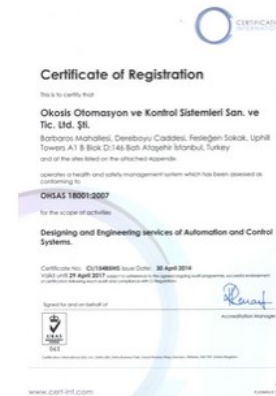 CERTIFICATION
INTERNATIONAL
Certificate of Registration
This is to certify that
Okosis Otomasyon ve Kontrol Sistemleri San. ve
Tic. Ltd. Şti.
Barbaros Mahallesi, Dereboyu Caddesi, Fesleğen Sokak, Uphill
Towers A1 B Blok D:146 Batı Ataşehir İstanbul, Turkey
and at the sites listed on the attached Appendix
operates a health and safety management system which has been assessed as
conforming to
OHSAS 18001:2007
for the scope of activities
Designing and Engineering services of Automation and Control
Systems.
Certificate No: Issue Date: 30 April 2014
Valid until 29 April 2017
Signed for and on behalf of
Accreditation Manager
UKAS
063
www.cert-int.com